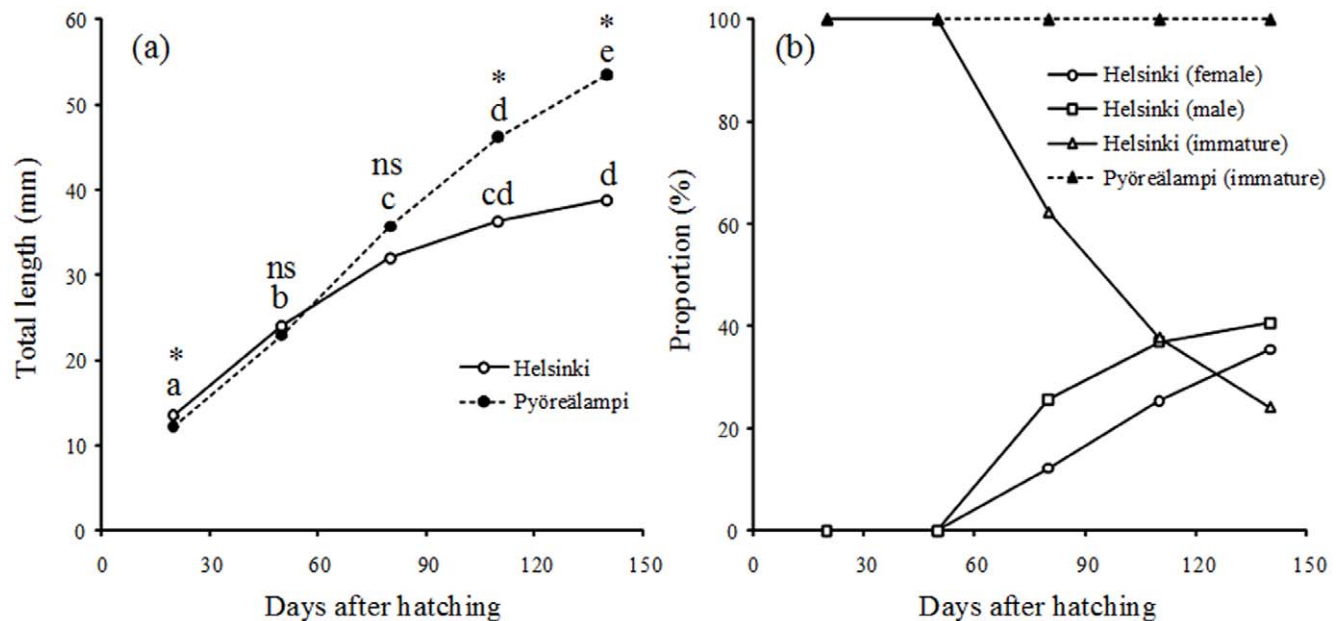 (a)
Total length (mm)
60
50
40
30
20
10
0
*
a
ns
b
ns
c
*
d
cd
*
e
d
Helsinki
Pyöreälampi
0 30 60 90 120 150
Days after hatching
(b)
Proportion (%)
100
80
60
40
20
0
Helsinki (female)
Helsinki (male)
Helsinki (immature)
Pyöreälampi (immature)
0 30 60 90 120 150
Days after hatching